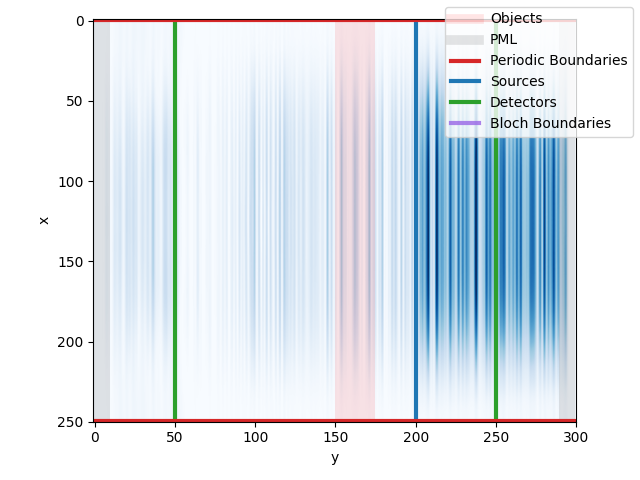 Objects
PML
Periodic Boundaries
Sources
Detectors
Bloch Boundaries
0
50
100
150
200
250
x
0
50
100
150
200
250
300
y